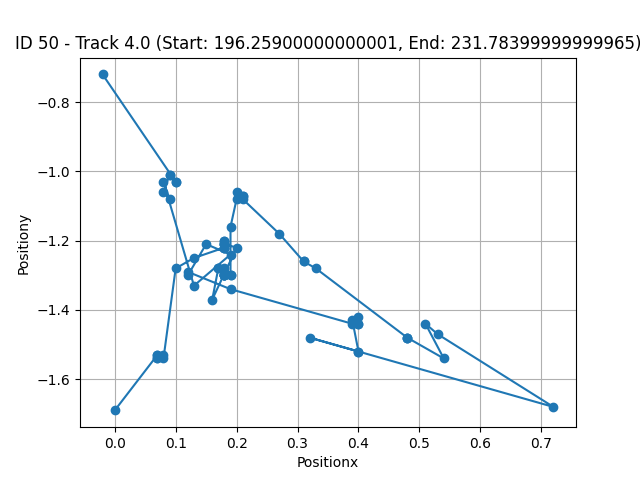 ID 50 - Track 4.0 (Start: 196.25900000000001, End: 231.78399999999965)
−0.8
−1.0
−1.2
−1.4
−1.6
Positiony
0.0 0.1 0.2 0.3 0.4 0.5 0.6 0.7
Positionx